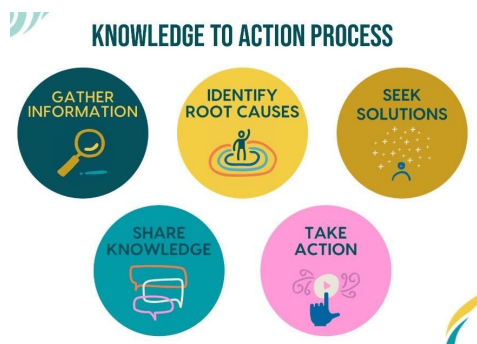 KNOWLEDGE TO ACTION PROCESS
GATHER
INFORMATION
IDENTIFY
ROOT CAUSES
SEEK
SOLUTIONS
SHARE
KNOWLEDGE
TAKE
ACTION